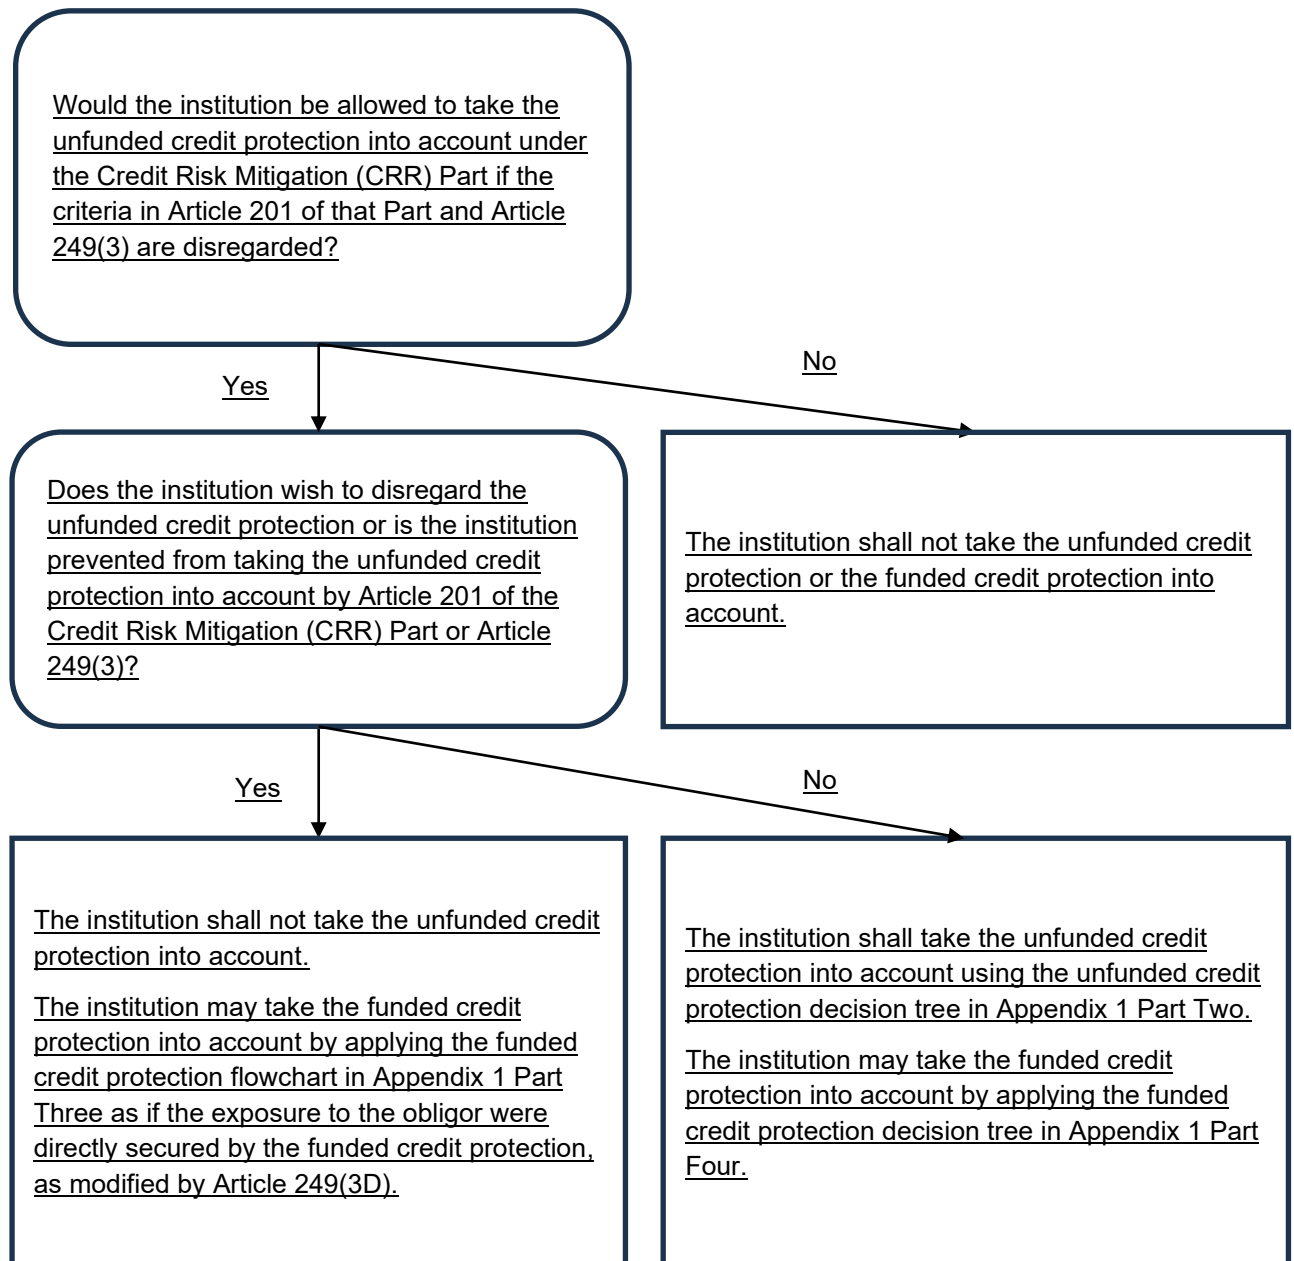 Would the institution be allowed to take the
unfunded credit protection into account under
the Credit Risk Mitigation (CRR) Part if the
criteria in Article 201 of that Part and Article
249(3) are disregarded?
No
Yes
Does the institution wish to disregard the
unfunded credit protection or is the institution
prevented from taking the unfunded credit
protection into account by Article 201 of the
Credit Risk Mitigation (CRR) Part or Article
249(3)?
The institution shall not take the unfunded credit
protection or the funded credit protection into
account.
Yes
No
The institution shall not take the unfunded credit
protection into account.
The institution may take the funded credit
protection into account by applying the funded
credit protection flowchart in Appendix 1 Part
Three as if the exposure to the obligor were
directly secured by the funded credit protection,
as modified by Article 249(3D).
The institution shall take the unfunded credit
protection into account using the unfunded credit
protection decision tree in Appendix 1 Part Two.
The institution may take the funded credit
protection into account by applying the funded
credit protection decision tree in Appendix 1 Part
Four.